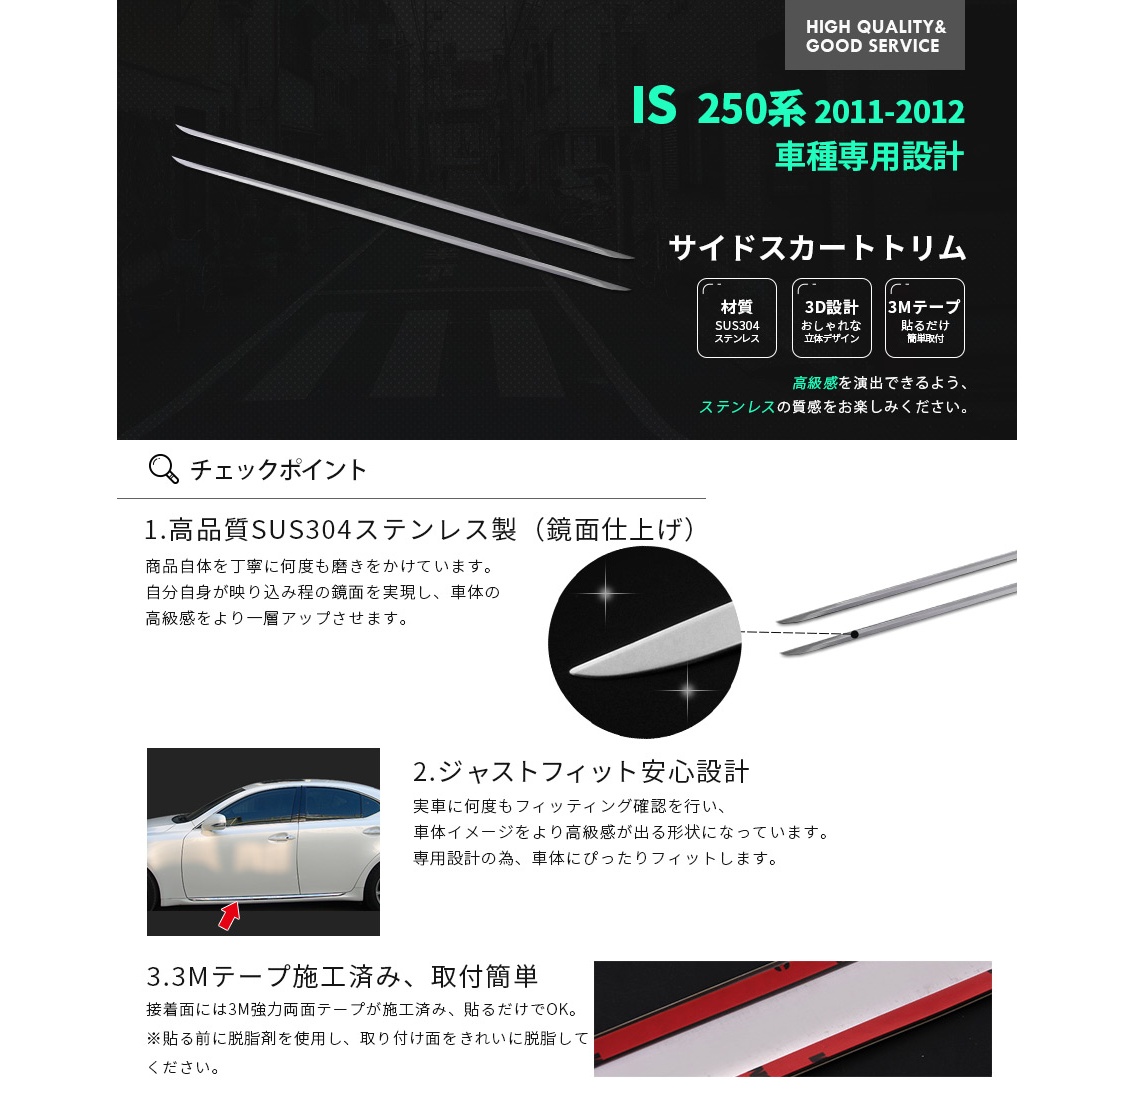 HIGH QUALITY&
GOOD SERVICE
IS 250系 2011-2012
車種専用設計
サイドスカートトリム
材質
SUS304
ステンレス
3D設計
おしゃれな
立体デザイン
3Mテープ
貼るだけ
簡単取付
高級感を演出できるよう、
ステンレスの質感をお楽しみください。
チェックポイント
1.高品質SUS304ステンレス製（鏡面仕上げ）
商品自体を丁寧に何度も磨きをかけています。
自分自身が映り込み程の鏡面を実現し、車体の
高級感をより一層アップさせます。
2.ジャストフィット安心設計
実車に何度もフィッティング確認を行い、
車体イメージをより高級感が出る形状になっています。
専用設計の為、車体にぴったりフィットします。
3.3Mテープ施工済み、取付簡単
接着面には3M強力両面テープが施工済み、貼るだけでOK。
※貼る前に脱脂剤を使用し、取り付け面をきれいに脱脂して
ください。